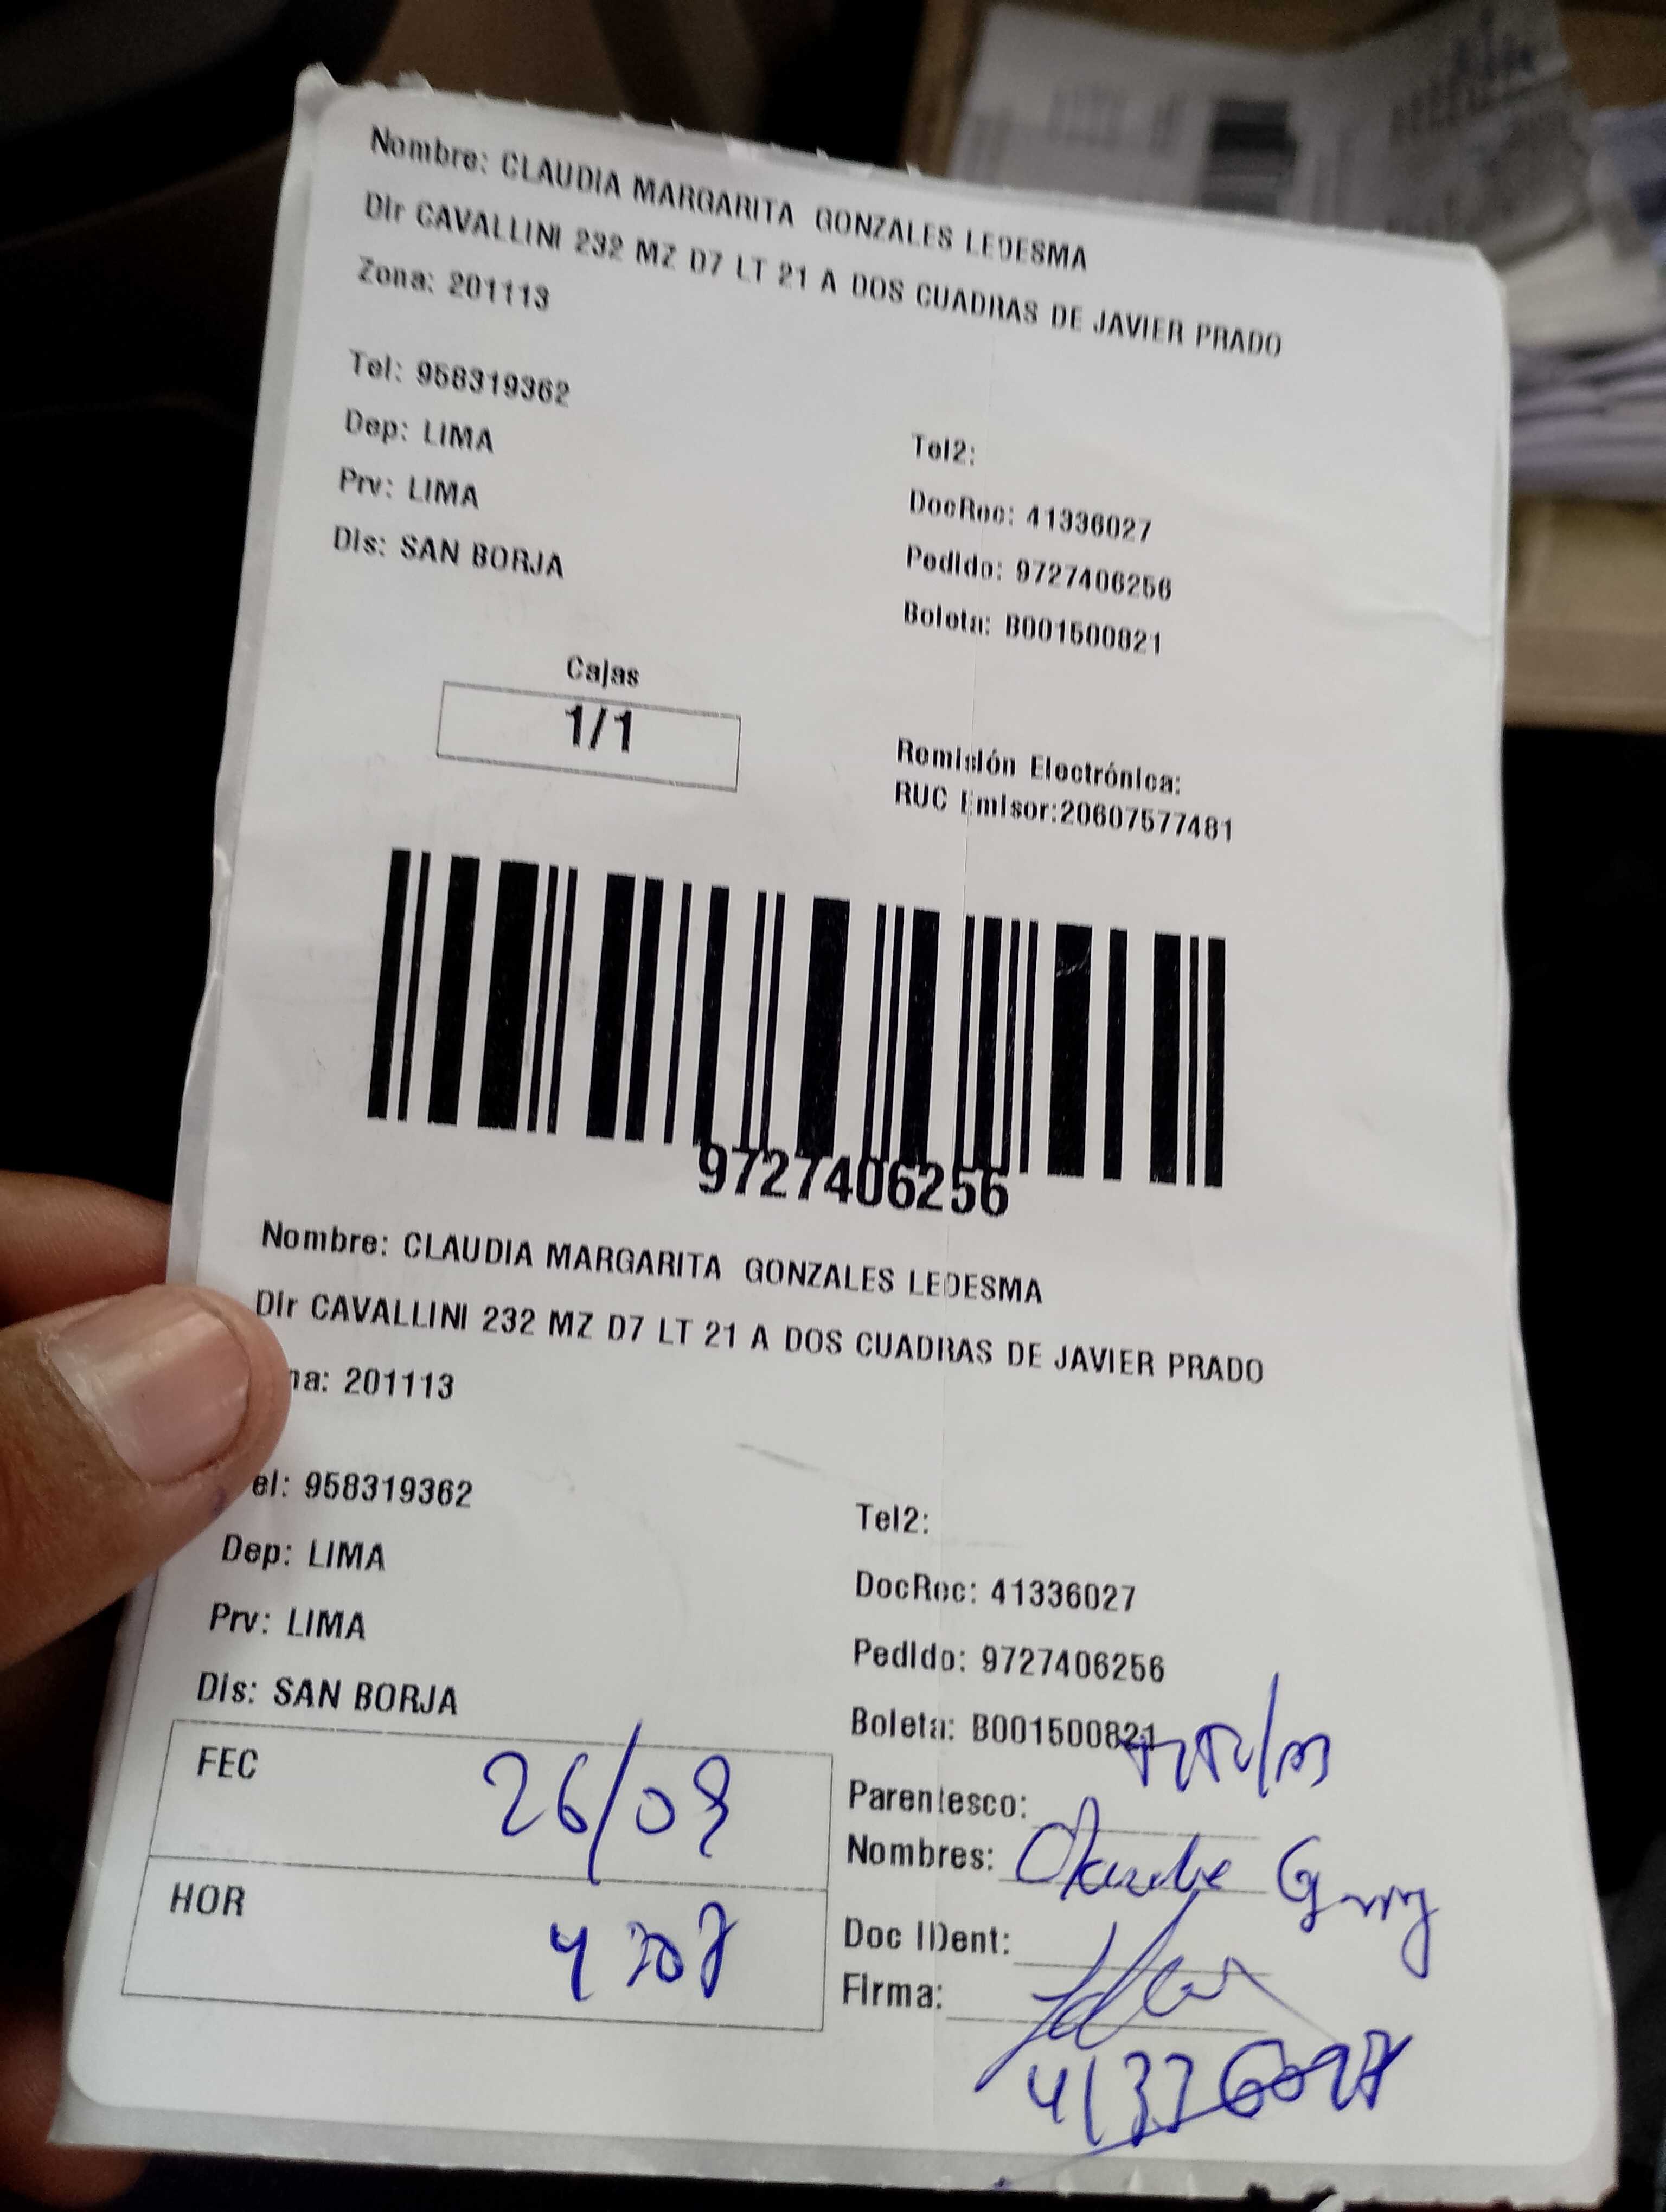 Nombre: CLAUDIA MARGARITA GONZALES LEDESMA
Dir CAVALLINI 232 MZ D7 LT 21 A DOS CUADRAS DE JAVIER PRADO
Zona: 201113
Tel: 958319362
Tel2:
Dep: LIMA
DocRec: 41336027
Prv: LIMA
Pedido: 9727406256
Dis: SAN BORJA
Boleta: B001500821
Cajas
1/1
Remisión Electrónica:
RUC Emisor:20607577481
9727406256
Nombre: CLAUDIA MARGARITA GONZALES LEDESMA
Dir CAVALLINI 232 MZ D7 LT 21 A DOS CUADRAS DE JAVIER PRADO
na: 201113
el: 958319362
Tel2:
Dep: LIMA
DocRec: 41336027
Prv: LIMA
Pedido: 9727406256
Dis: SAN BORJA
Boleta: B001500821
FEC 26/09
Parentesco:
Nombres:
HOR
Doc IDent:
Firma:
41336027